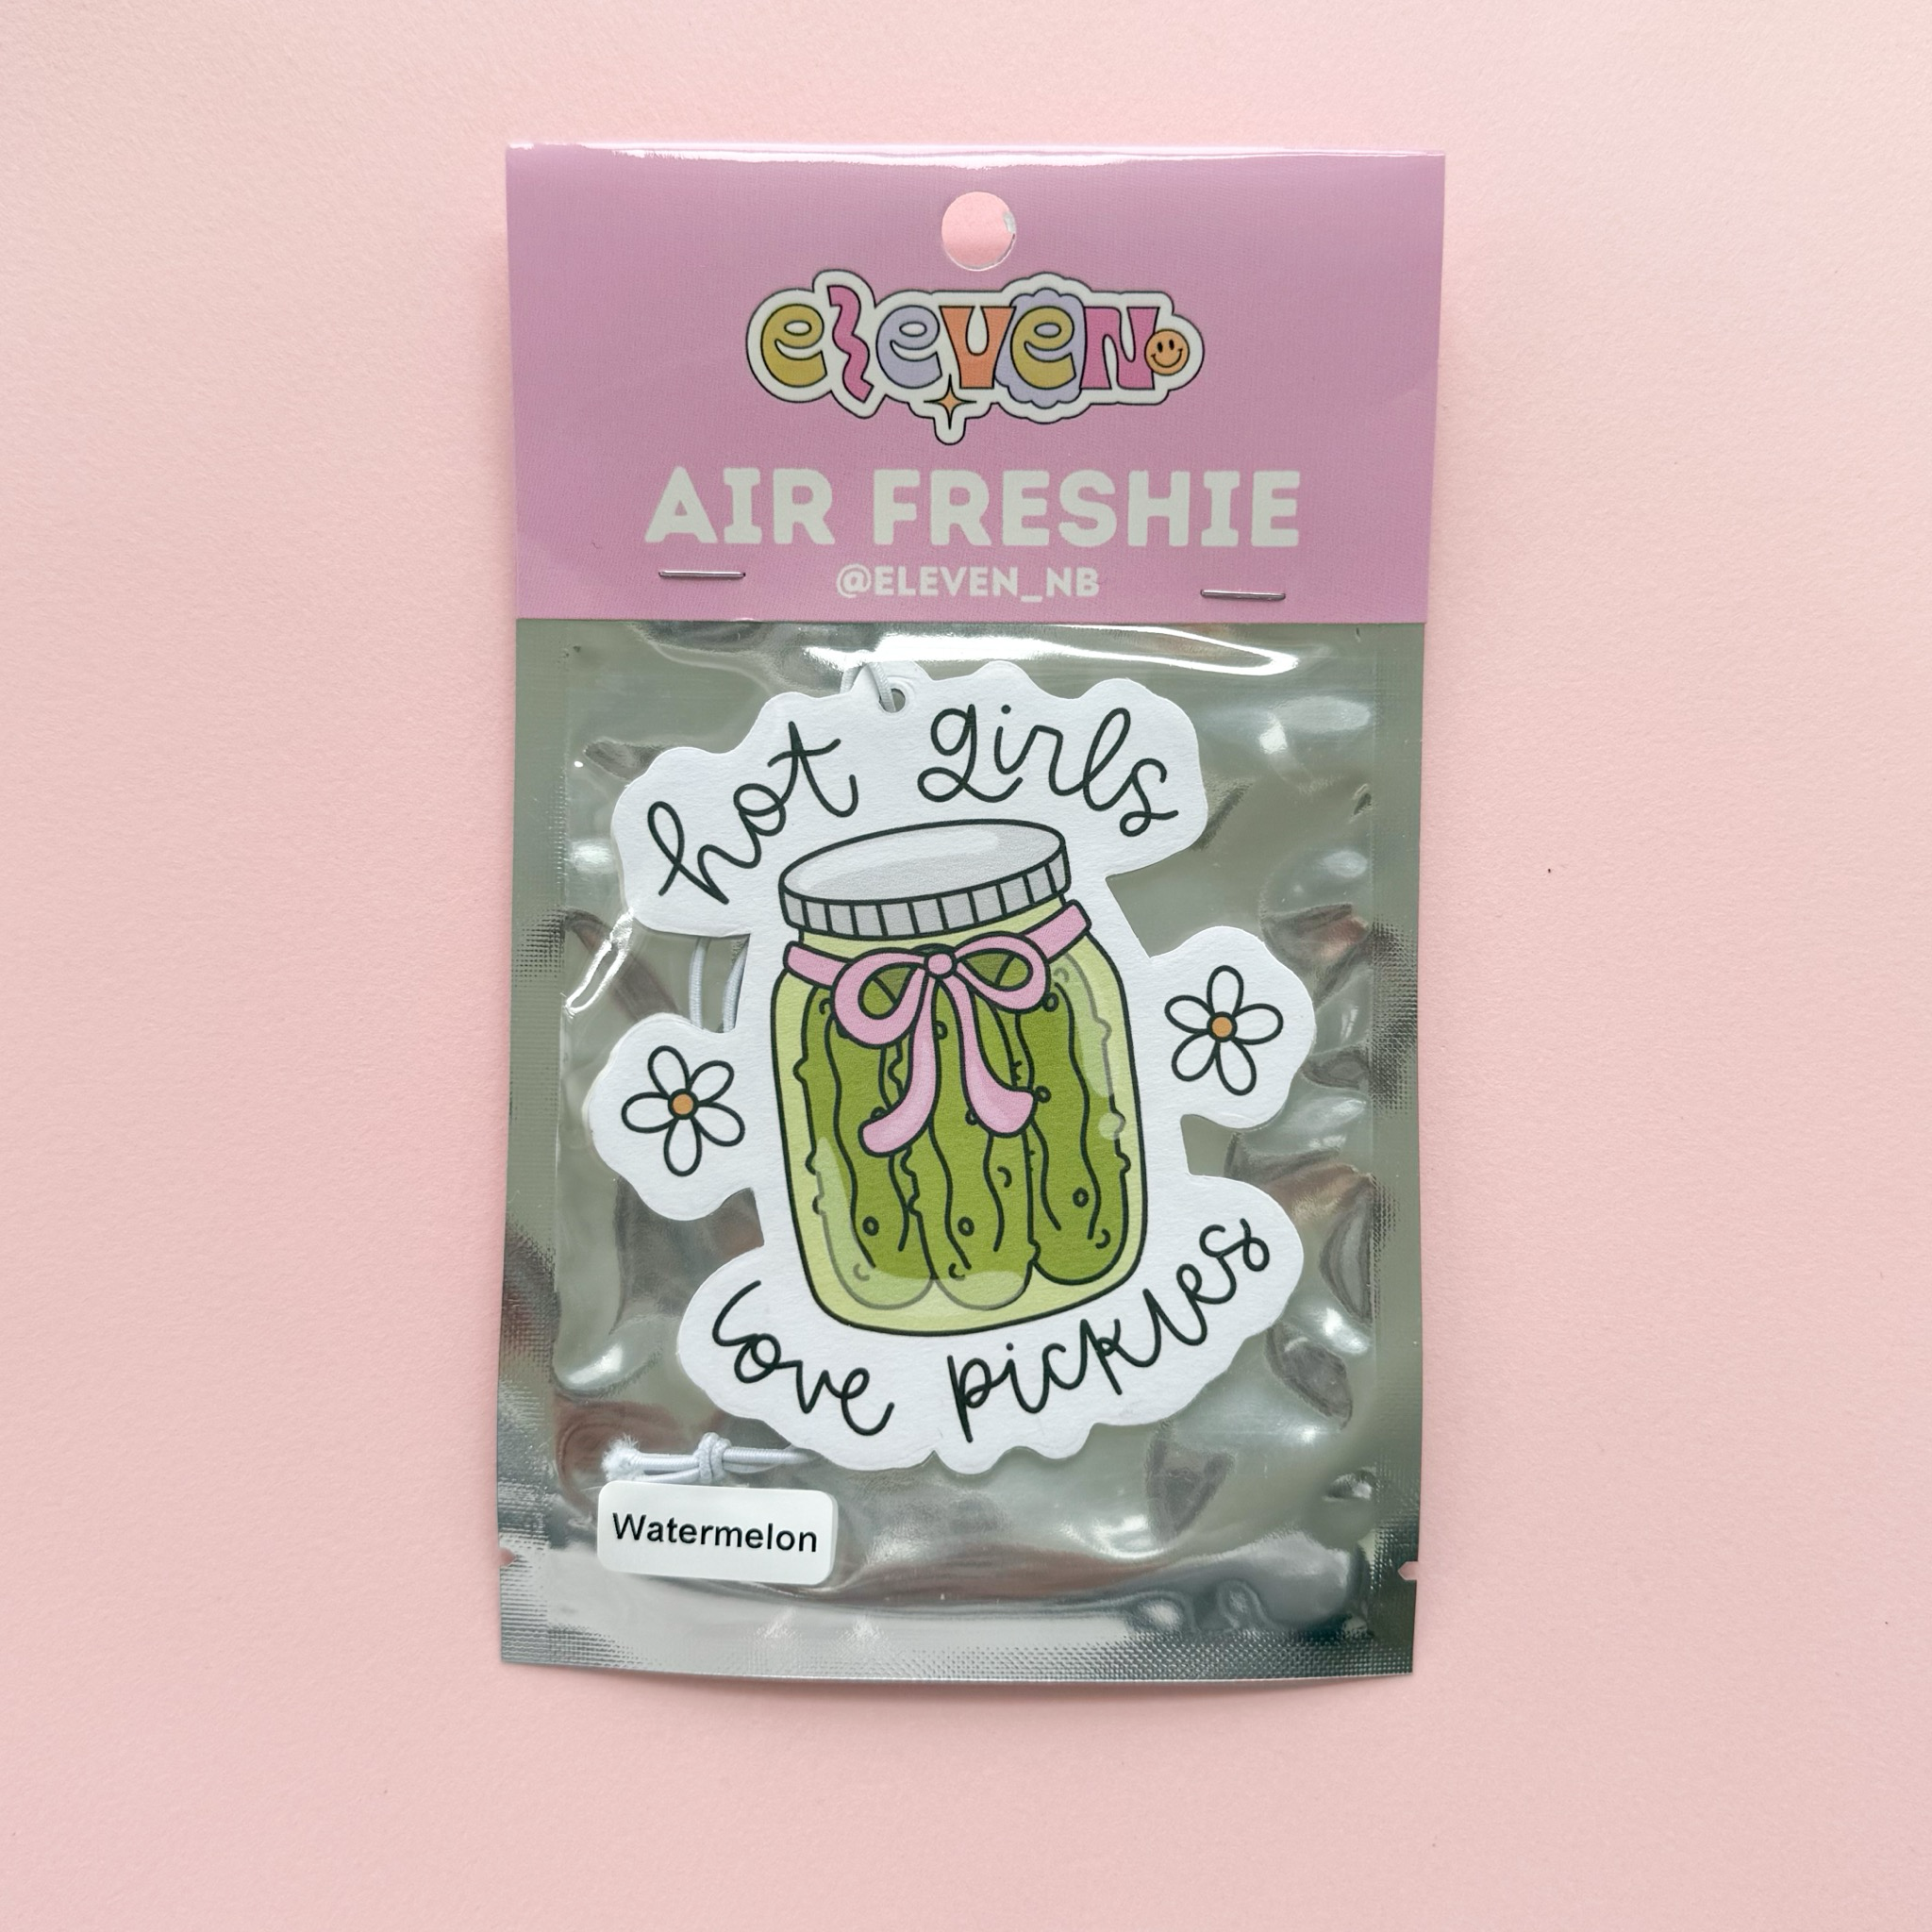 eleven
AIR FRESHIE
@ELEVEN_NB
hot girls
love pickles
Watermelon